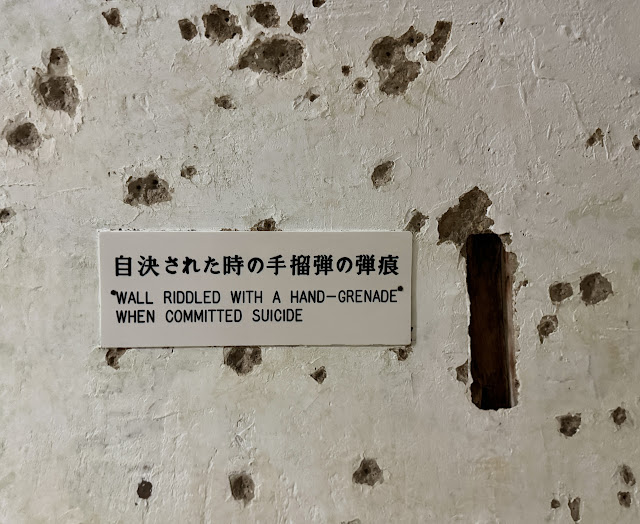 自決された時の手榴弾の弾痕
"WALL RIDDLED WITH A HAND-GRENADE"
WHEN COMMITTED SUICIDE